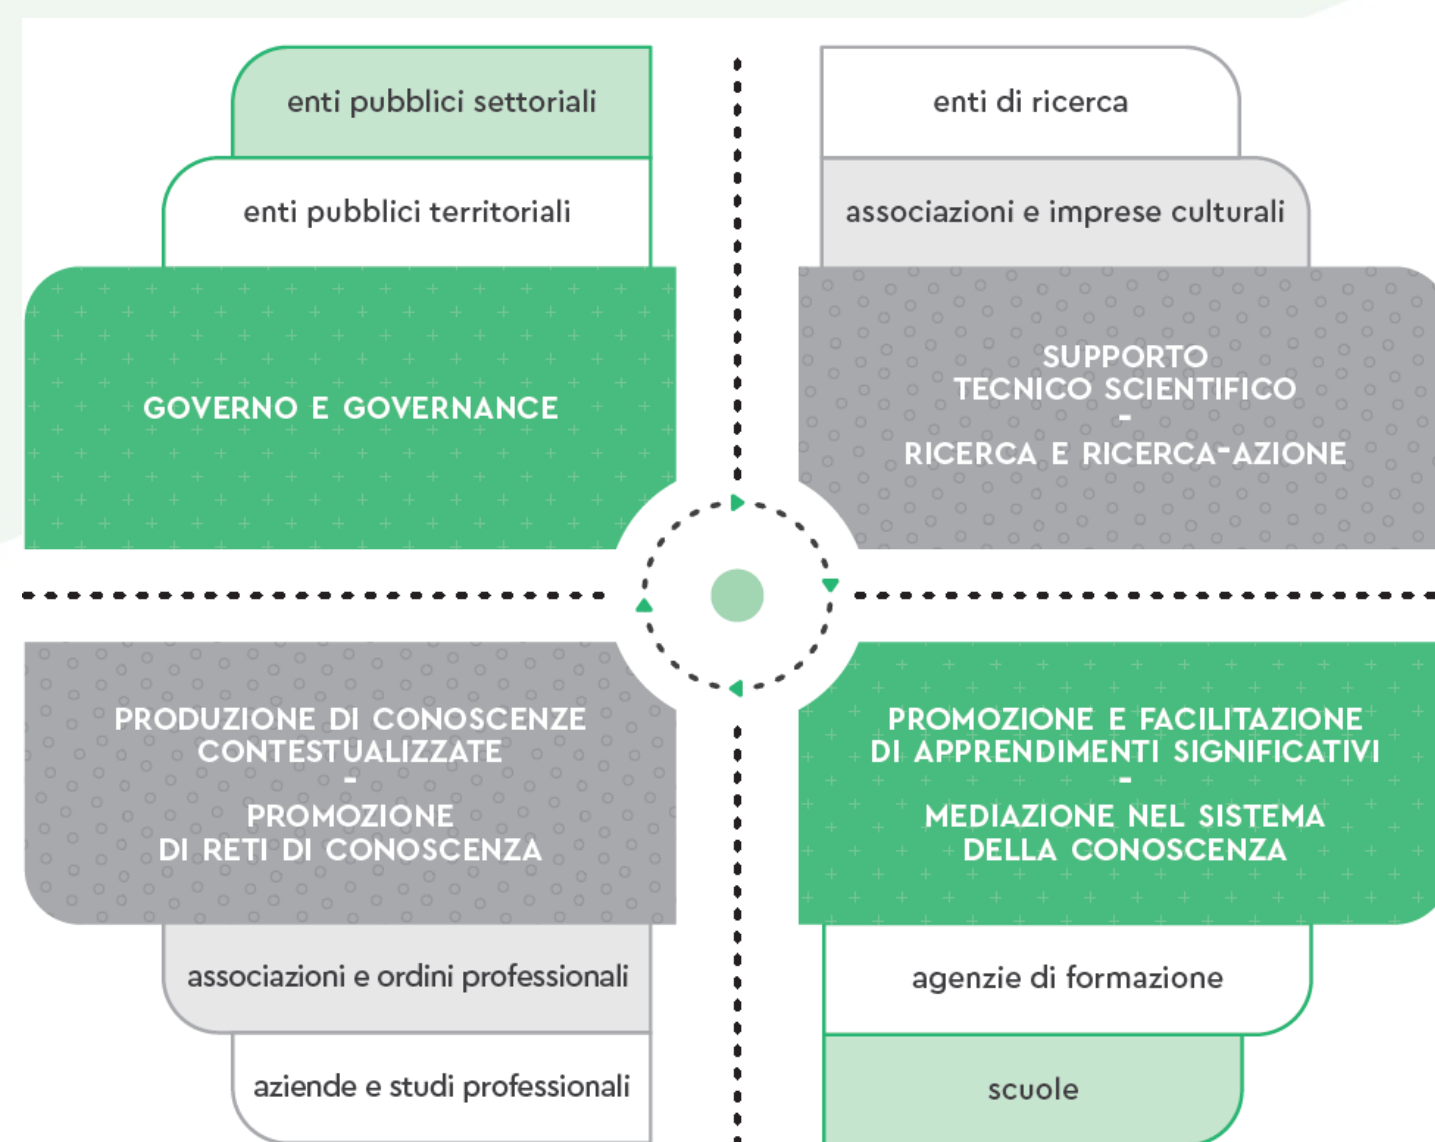 enti pubblici settoriali
enti pubblici territoriali
GOVERNO E GOVERNANCE
enti di ricerca
associazioni e imprese culturali
SUPPORTO
TECNICO SCIENTIFICO
-
RICERCA E RICERCA-AZIONE
PRODUZIONE DI CONOSCENZE
CONTESTUALIZZATE
-
PROMOZIONE
DI RETI DI CONOSCENZA
associazioni e ordini professionali
aziende e studi professionali
PROMOZIONE E FACILITAZIONE
DI APPRENDIMENTI SIGNIFICATIVI
-
MEDIAZIONE NEL SISTEMA
DELLA CONOSCENZA
agenzie di formazione
scuole